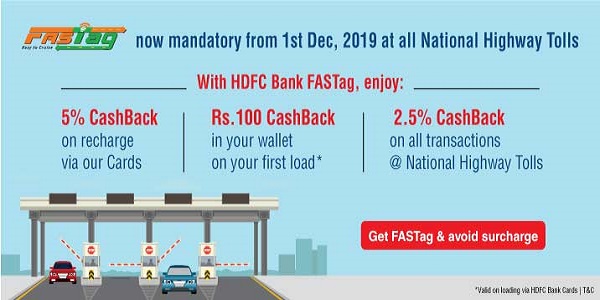 FASTag
Easy to Cruise
now mandatory from 1st Dec, 2019 at all National Highway Tolls
With HDFC Bank FASTag, enjoy:
5% CashBack
on recharge
via our Cards
Rs.100 CashBack
in your wallet
on your first load*
2.5% CashBack
on all transactions
@ National Highway Tolls
Get FASTag & avoid surcharge
*Valid on loading via HDFC Bank Cards | T&C